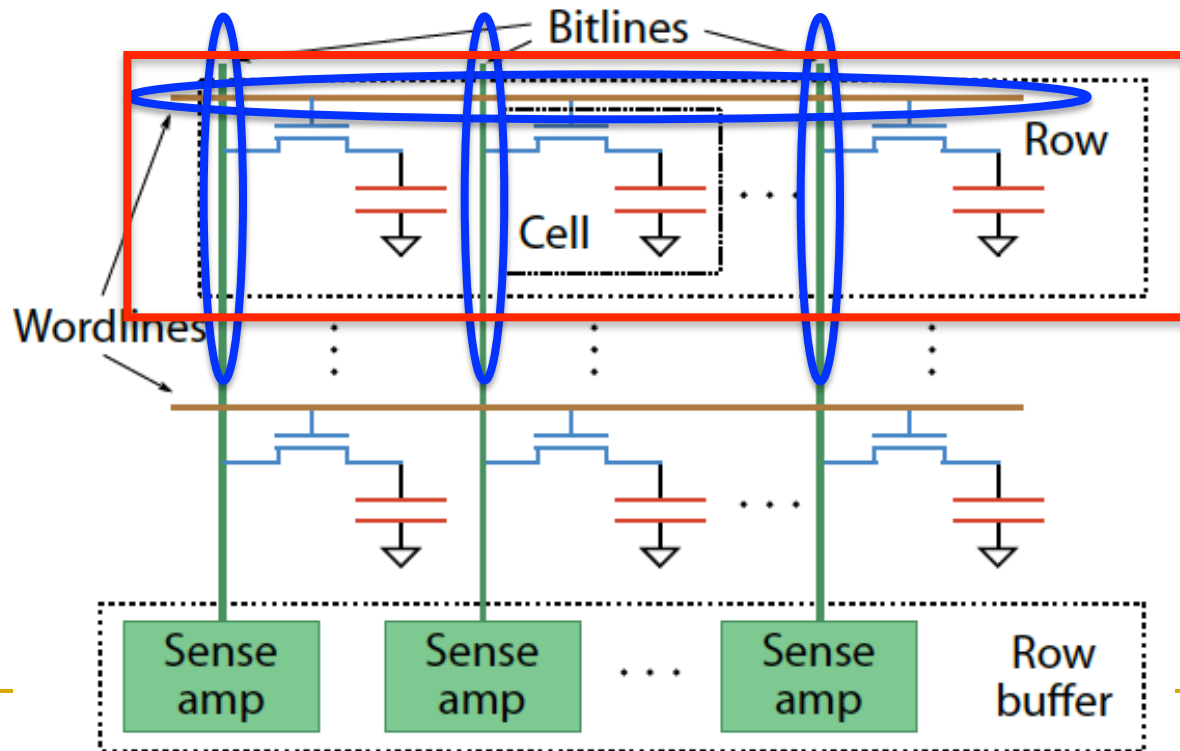 Bitlines
Row
Cell
Wordlines
Sense
amp
Sense
amp
Sense
amp
Row
buffer